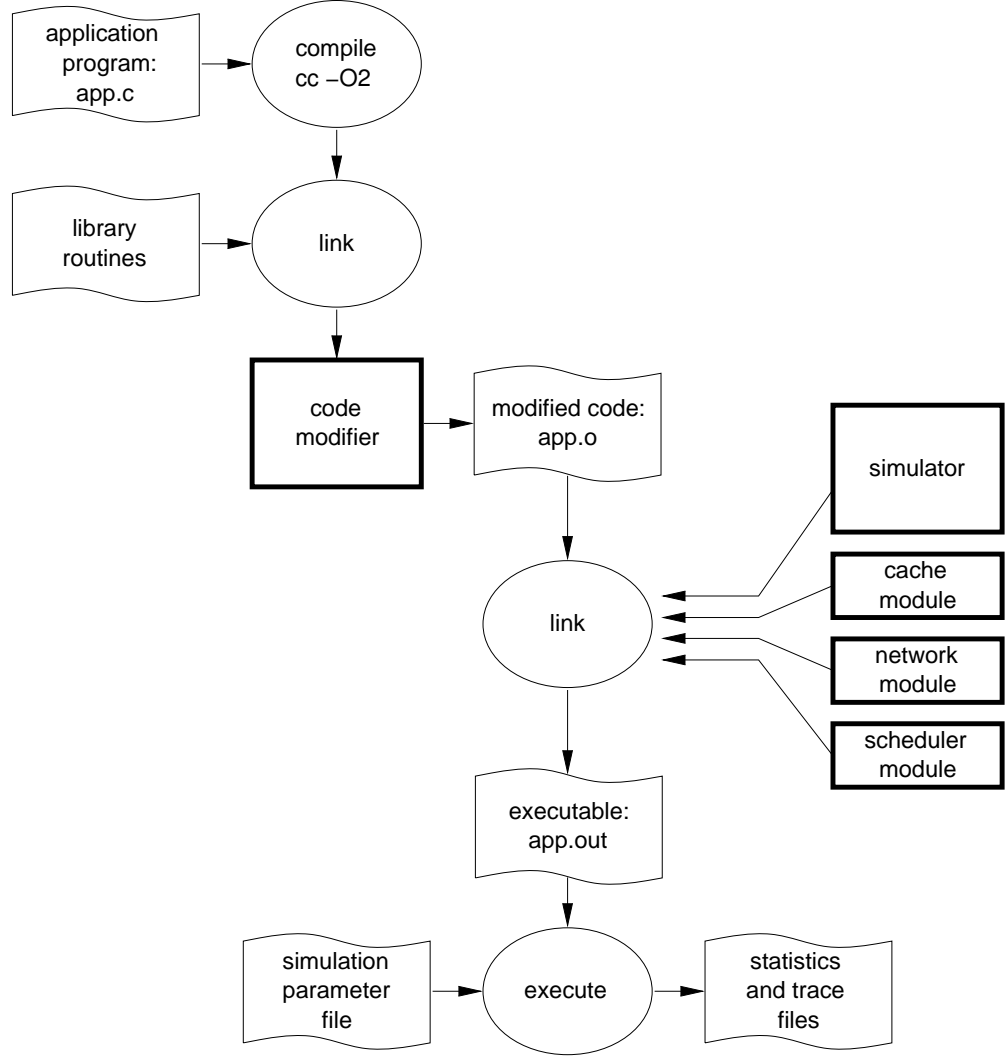 application
program:
app.c
compile
cc −O2
library
routines
link
code
modifier
modified code:
app.o
simulator
cache
module
link
network
module
scheduler
module
executable:
app.out
simulation
parameter
file
execute
statistics
and trace
files